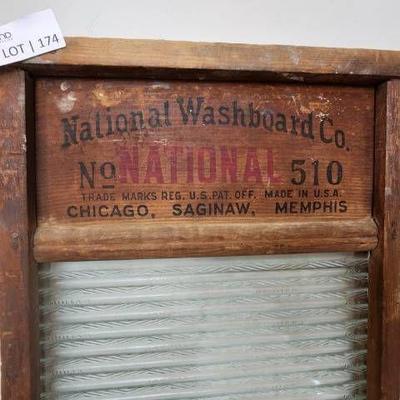 LOT | 174
National Washboard Co.
No NATIONAL 510
TRADE MARKS REG. U.S. PAT. OFF. MADE IN U.S.A.
CHICAGO, SAGINAW, MEMPHIS